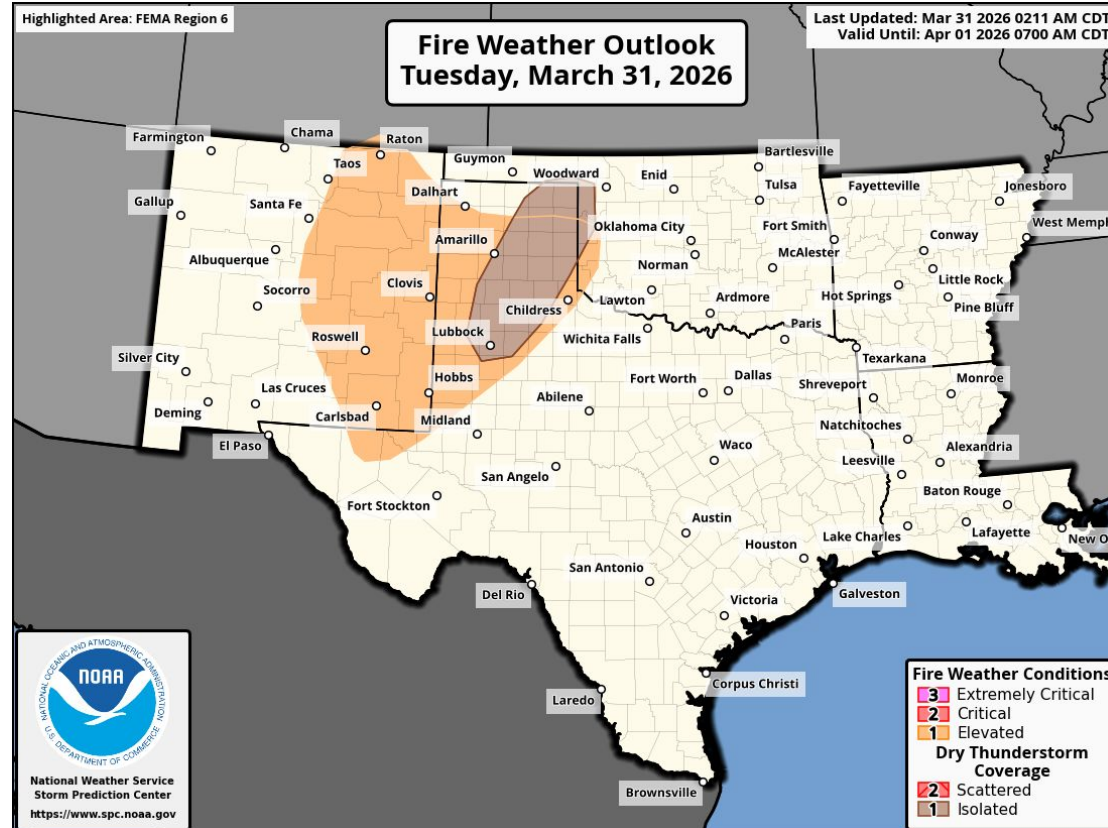 Highlighted Area: FEMA Region 6
Last Updated: Mar 31 2026 0211 AM CDT
Valid Until: Apr 01 2026 0700 AM CDT
Fire Weather Outlook
Tuesday, March 31, 2026
Farmington
Chama
Raton
Taos
Guymon
Woodward
Enid
Bartlesville
Tulsa
Fayetteville
Jonesboro
Dalhart
Gallup
Santa Fe
Oklahoma City
Fort Smith
West Memph
Amarillo
Conway
Albuquerque
McAlester
Norman
Little Rock
Socorro
Clovis
Childress
Lawton
Ardmore
Hot Springs
Pine Bluff
Roswell
Lubbock
Wichita Falls
Paris
Texarkana
Silver City
Las Cruces
Hobbs
Fort Worth
Dallas
Shreveport
Monroe
Deming
Carlsbad
Midland
Abilene
Natchitoches
El Paso
Waco
Leesville
Alexandria
San Angelo
Baton Rouge
Fort Stockton
Austin
Houston
Lake Charles
Lafayette
New O
San Antonio
Del Rio
Galveston
Victoria
Laredo
Corpus Christi
Brownsville
NATIONAL OCEANIC AND ATMOSPHERIC ADMINISTRATION
NOAA
U.S. DEPARTMENT OF COMMERCE
National Weather Service
Storm Prediction Center
https://www.spc.noaa.gov
Fire Weather Conditions
3 Extremely Critical
2 Critical
1 Elevated
Dry Thunderstorm
Coverage
2 Scattered
1 Isolated